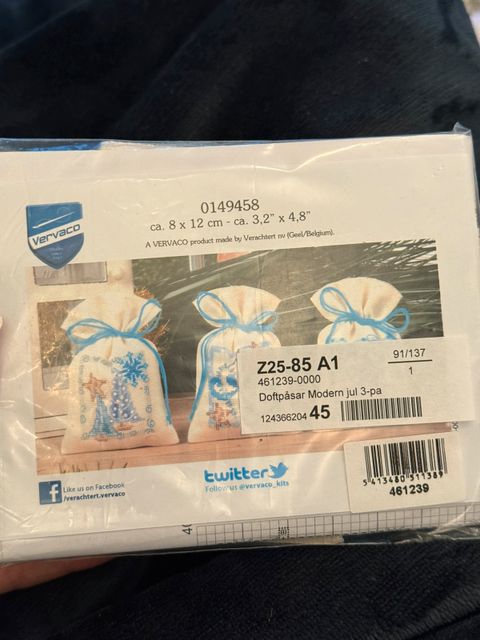 Vervaco
0149458
ca. 8 x 12 cm - ca. 3,2" x 4,8"
A VERVACO product made by Verachtert nv (Geel/Belgium).
Z25-85 A1
461239-0000
Doftpåsar Modern jul 3-pa
124366204 45
91/137
1
f
Like us on Facebook
/verachtert.vervaco
twitter
Follow us @vervaco_kits
5 413480 511389
461239